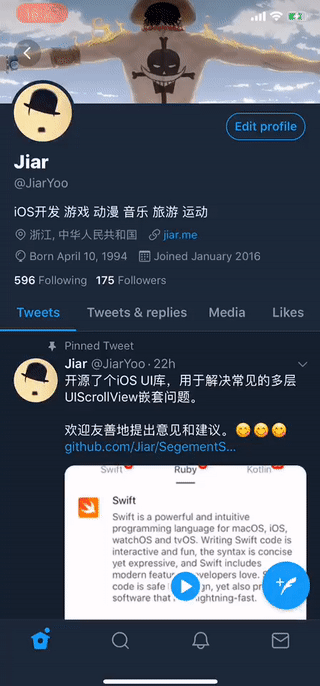 Edit profile
Jiar
@JiarYoo
iOS开发 游戏 动漫 音乐 旅游 运动
浙江, 中华人民共和国 jiar.me
Born April 10, 1994 Joined January 2016
596 Following 175 Followers
Tweets Tweets & replies Media Likes
Pinned Tweet
Jiar @JiarYoo · 22h
开源了个iOS UI库，用于解决常见的多层
UIScrollView嵌套问题。
欢迎友善地提出意见和建议。😋😋😋
github.com/Jiar/SegementS...
Swift Ruby Kotlin
Swift
Swift is a powerful and intuitive
programming language for macOS, iOS,
watchOS and tvOS. Writing Swift code is
interactive and fun, the syntax is concise
yet expressive, and Swift includes
modern featu developers love. S
code is safe gn, yet also pr
software that ightning-fast.